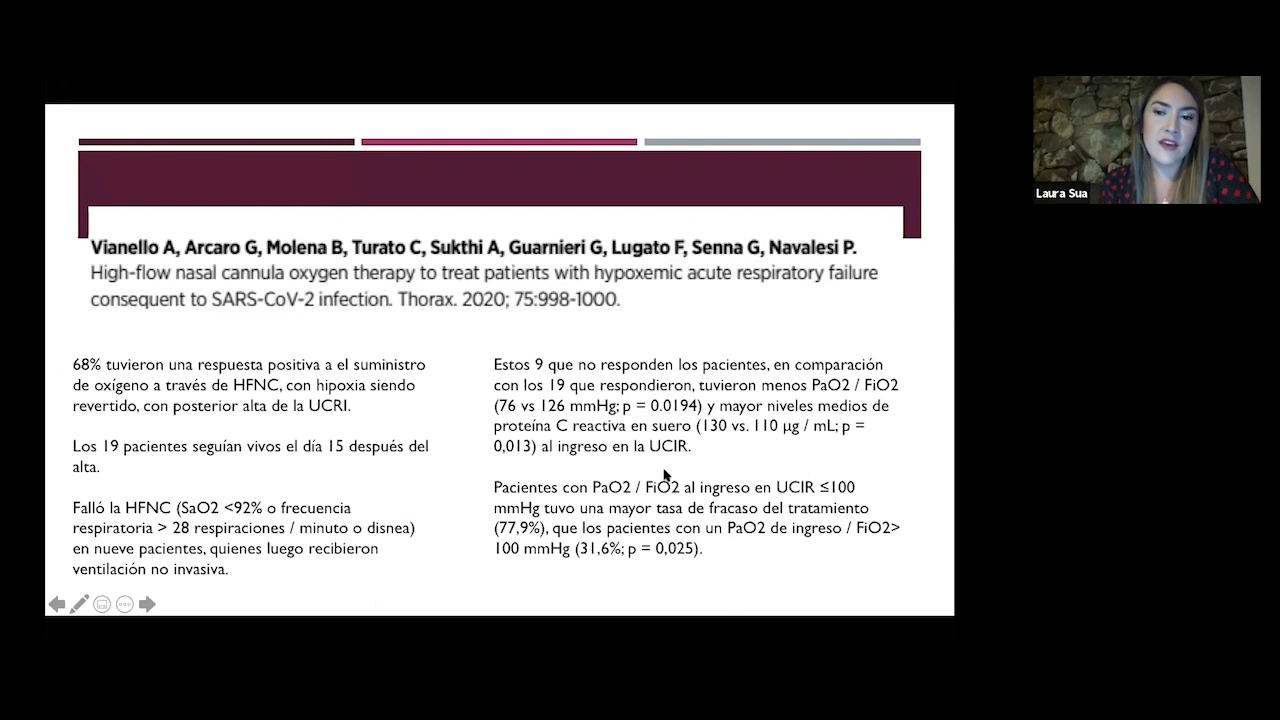 Vianello A, Arcaro G, Molena B, Turato C, Sukthi A, Guarnieri G, Lugato F, Senna G, Navalesi P.
High-flow nasal cannula oxygen therapy to treat patients with hypoxemic acute respiratory failure
consequent to SARS-CoV-2 infection. Thorax. 2020; 75:998-1000.
68% tuvieron una respuesta positiva a el suministro
de oxígeno a través de HFNC, con hipoxia siendo
revertido, con posterior alta de la UCRI.
Los 19 pacientes seguían vivos el día 15 después del
alta.
Falló la HFNC (SaO2 <92% o frecuencia
respiratoria > 28 respiraciones / minuto o disnea)
en nueve pacientes, quienes luego recibieron
ventilación no invasiva.
Estos 9 que no responden los pacientes, en comparación
con los 19 que respondieron, tuvieron menos PaO2 / FiO2
(76 vs 126 mmHg; p = 0.0194) y mayor niveles medios de
proteína C reactiva en suero (130 vs. 110 μg / mL; p =
0,013) al ingreso en la UCIR.
Pacientes con PaO2 / FiO2 al ingreso en UCIR ≤100
mmHg tuvo una mayor tasa de fracaso del tratamiento
(77,9%), que los pacientes con un PaO2 de ingreso / FiO2>
100 mmHg (31,6%; p = 0,025).
Laura Sua